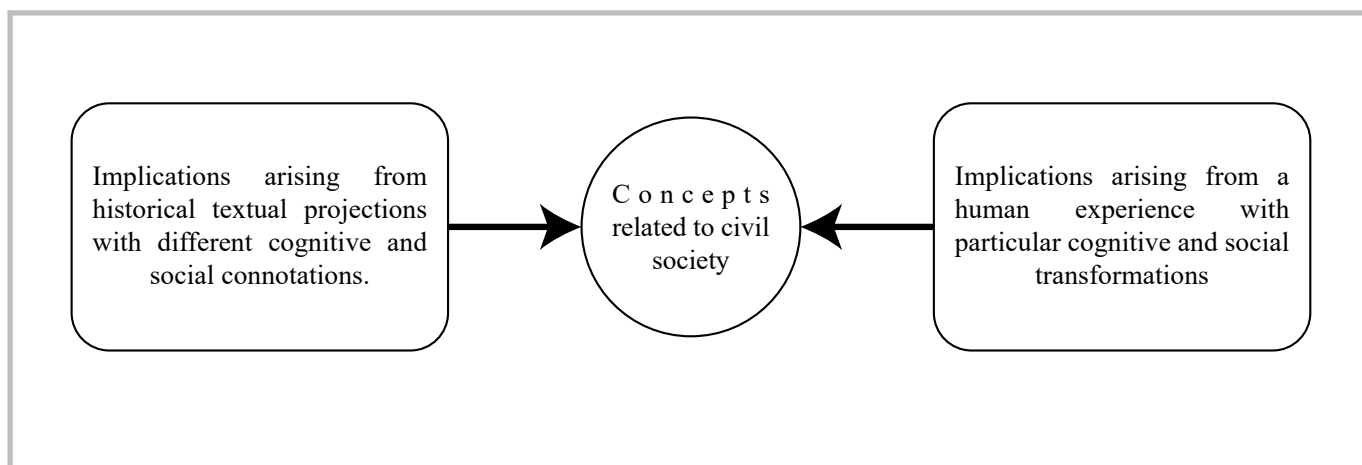 Implications arising from
historical textual projections
with different cognitive and
social connotations.
Concepts
related to civil
society
Implications arising from a
human experience with
particular cognitive and social
transformations